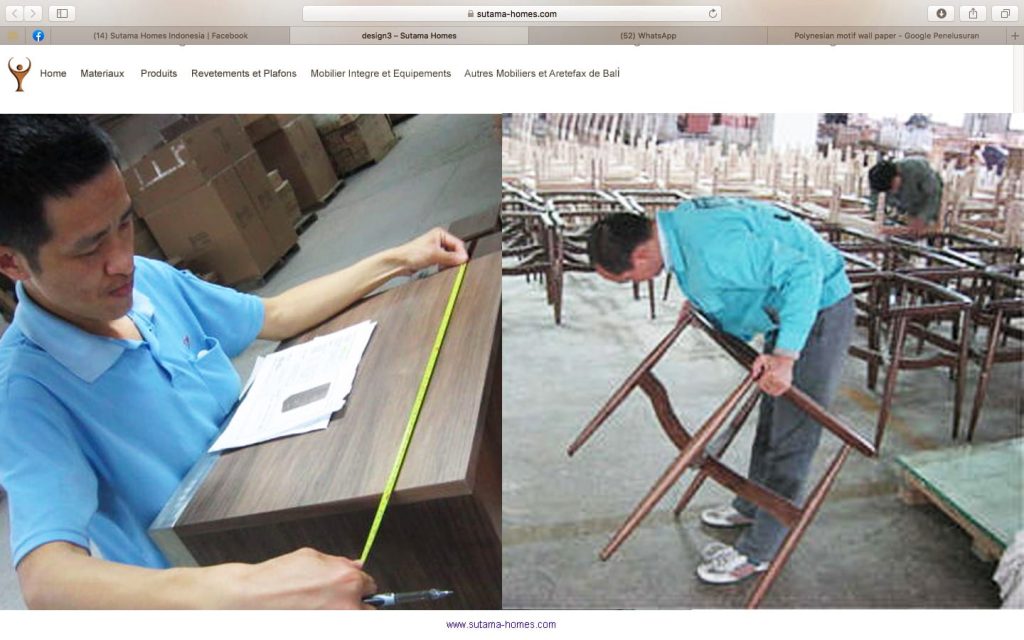 sutama-homes.com
(14) Sutama Homes Indonesia | Facebook
design3 – Sutama Homes
(52) WhatsApp
Polynesian motif wall paper - Google Penelusuran
Home
Materiaux
Produits
Revetements et Plafons
Mobilier Integre et Equipements
Autres Mobiliers et Aretefax de Bali
www.sutama-homes.com